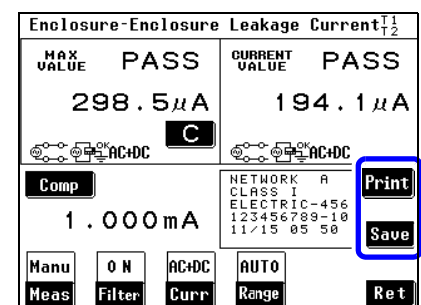 Enclosure-Enclosure Leakage Current T1 T2
MAX VALUE PASS
298.5μA
C
OK AC+DC
CURRENT VALUE PASS
194.1μA
OK AC+DC
Comp
1.000mA
NETWORK A
CLASS I
ELECTRIC-456
123456789-10
11/15 05 50
Print
Save
Manu ON AC+DC AUTO
Meas Filter Curr Range Ret